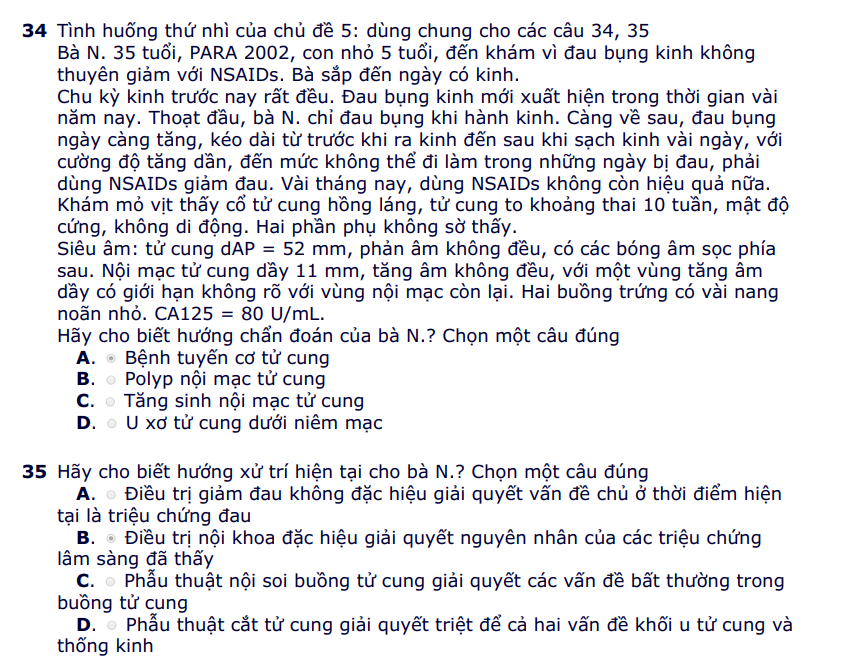 34 Tình huống thứ nhì của chủ đề 5: dùng chung cho các câu 34, 35
Bà N. 35 tuổi, PARA 2002, con nhỏ 5 tuổi, đến khám vì đau bụng kinh không
thuyên giảm với NSAIDs. Bà sắp đến ngày có kinh.
Chu kỳ kinh trước nay rất đều. Đau bụng kinh mới xuất hiện trong thời gian vài
năm nay. Thoạt đầu, bà N. chỉ đau bụng khi hành kinh. Càng về sau, đau bụng
ngày càng tăng, kéo dài từ trước khi ra kinh đến sau khi sạch kinh vài ngày, với
cường độ tăng dần, đến mức không thể đi làm trong những ngày bị đau, phải
dùng NSAIDs giảm đau. Vài tháng nay, dùng NSAIDs không còn hiệu quả nữa.
Khám mỏ vịt thấy cổ tử cung hồng láng, tử cung to khoảng thai 10 tuần, mật độ
cứng, không di động. Hai phần phụ không sờ thấy.
Siêu âm: tử cung dAP = 52 mm, phản âm không đều, có các bóng âm sọc phía
sau. Nội mạc tử cung dầy 11 mm, tăng âm không đều, với một vùng tăng âm
dầy có giới hạn không rõ với vùng nội mạc còn lại. Hai buồng trứng có vài nang
noãn nhỏ. CA125 = 80 U/mL.
Hãy cho biết hướng chẩn đoán của bà N.? Chọn một câu đúng
A. Bệnh tuyến cơ tử cung
B. Polyp nội mạc tử cung
C. Tăng sinh nội mạc tử cung
D. U xơ tử cung dưới niêm mạc
35 Hãy cho biết hướng xử trí hiện tại cho bà N.? Chọn một câu đúng
A. Điều trị giảm đau không đặc hiệu giải quyết vấn đề chủ ở thời điểm hiện
tại là triệu chứng đau
B. Điều trị nội khoa đặc hiệu giải quyết nguyên nhân của các triệu chứng
lâm sàng đã thấy
C. Phẫu thuật nội soi buồng tử cung giải quyết các vấn đề bất thường trong
buồng tử cung
D. Phẫu thuật cắt tử cung giải quyết triệt để cả hai vấn đề khối u tử cung và
thống kinh